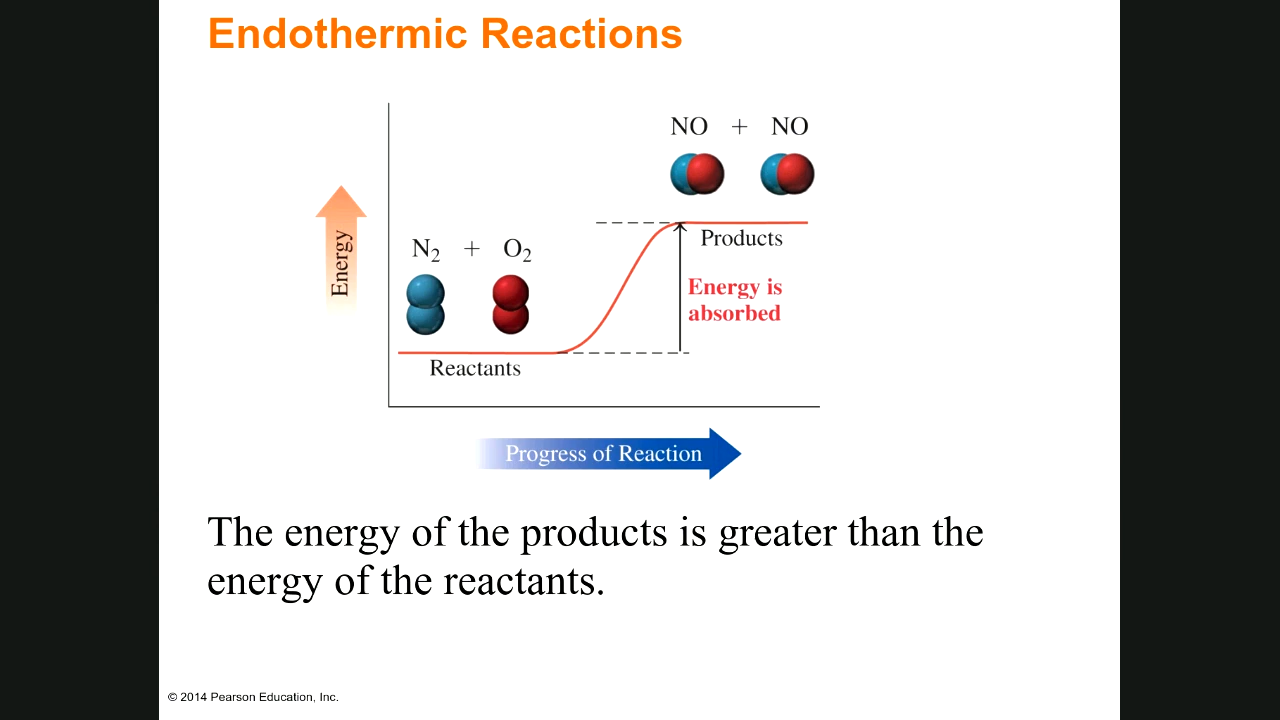 Endothermic Reactions
NO + NO
Products
Energy is
absorbed
Energy
N₂ + O₂
Reactants
Progress of Reaction
The energy of the products is greater than the
energy of the reactants.
© 2014 Pearson Education, Inc.